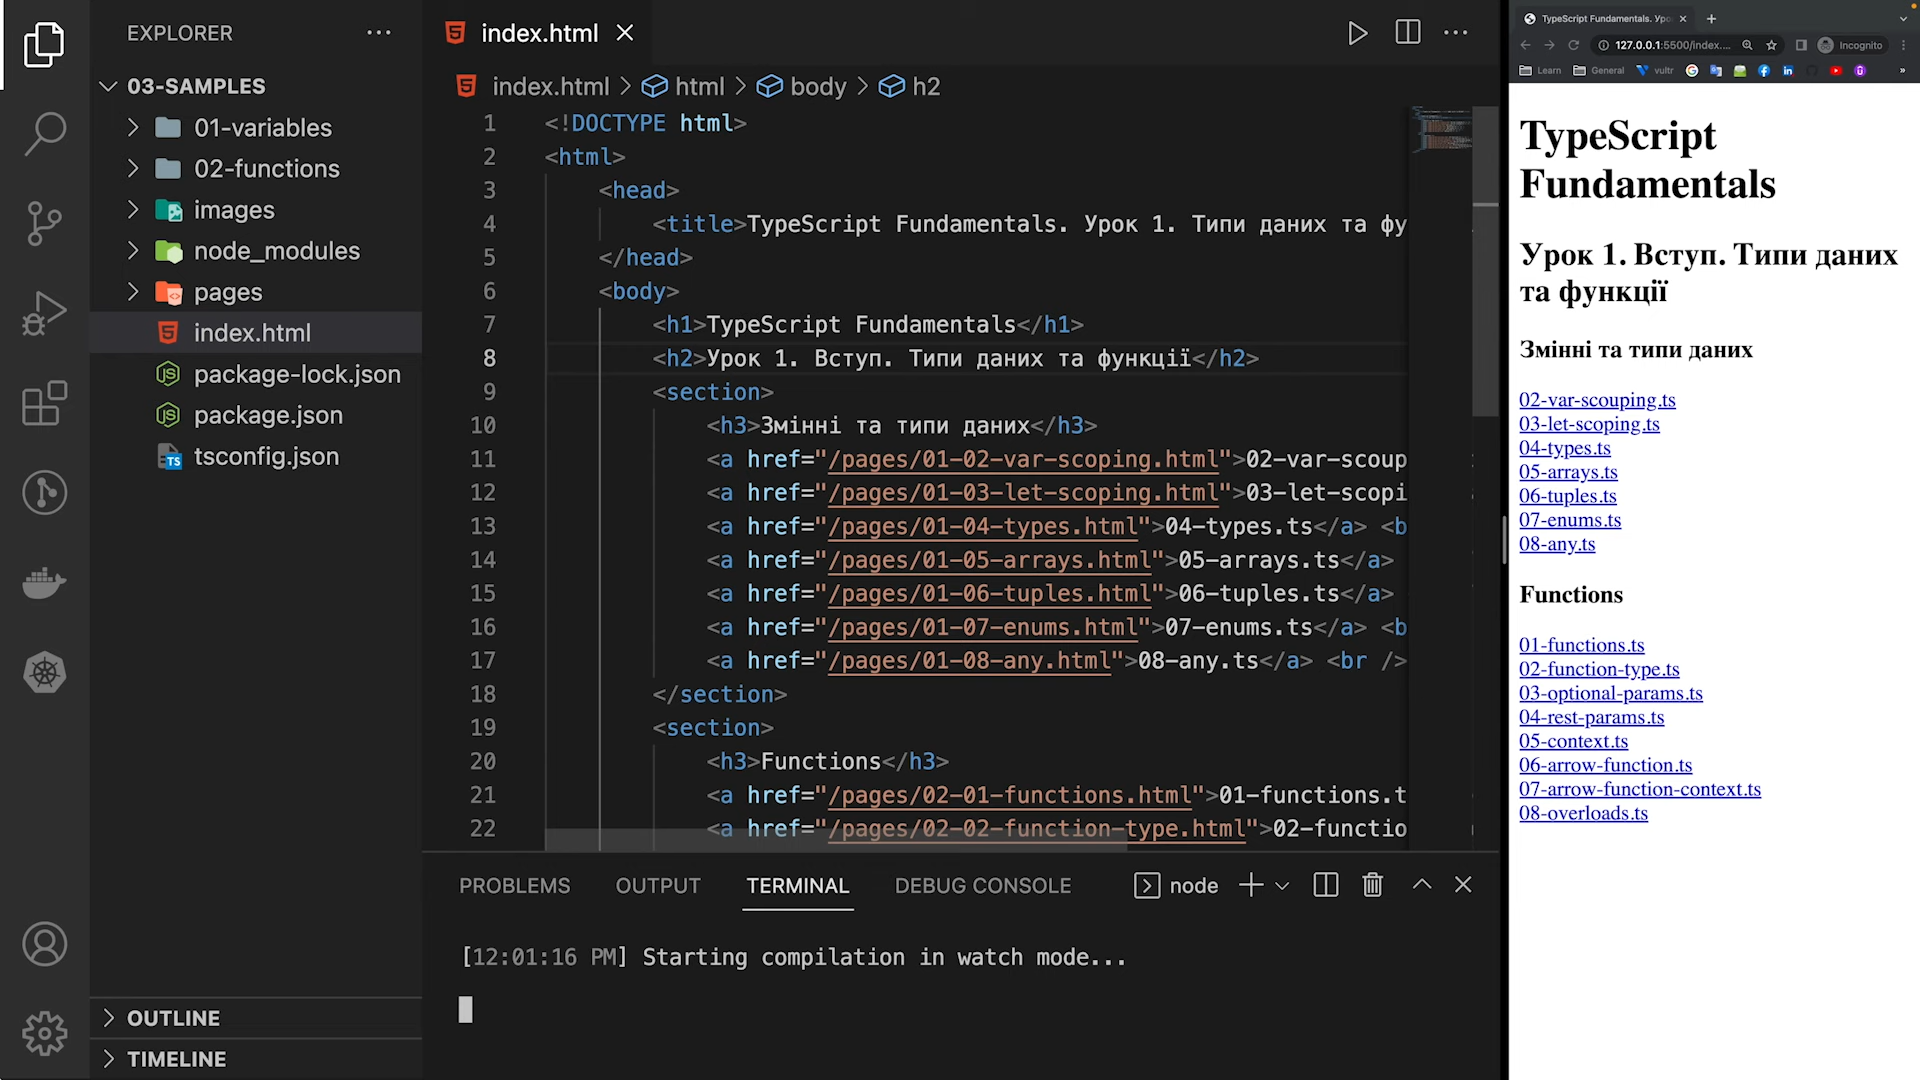 EXPLORER
03-SAMPLES
01-variables
02-functions
images
node_modules
pages
index.html
package-lock.json
package.json
tsconfig.json
OUTLINE
TIMELINE
index.html
index.html > html > body > h2
1 <!DOCTYPE html>
2 <html>
3 <head>
4 <title>TypeScript Fundamentals. Урок 1. Типи даних та фу
5 </head>
6 <body>
7 <h1>TypeScript Fundamentals</h1>
8 <h2>Урок 1. Вступ. Типи даних та функції</h2>
9 <section>
10 <h3>Змінні та типи даних</h3>
11 <a href="/pages/01-02-var-scoping.html">02-var-scoup
12 <a href="/pages/01-03-let-scoping.html">03-let-scopi
13 <a href="/pages/01-04-types.html">04-types.ts</a> <b
14 <a href="/pages/01-05-arrays.html">05-arrays.ts</a>
15 <a href="/pages/01-06-tuples.html">06-tuples.ts</a>
16 <a href="/pages/01-07-enums.html">07-enums.ts</a> <b
17 <a href="/pages/01-08-any.html">08-any.ts</a> <br />
18 </section>
19 <section>
20 <h3>Functions</h3>
21 <a href="/pages/02-01-functions.html">01-functions.t
22 <a href="/pages/02-02-function-type.html">02-functio
PROBLEMS OUTPUT TERMINAL DEBUG CONSOLE node
[12:01:16 PM] Starting compilation in watch mode...
TypeScript Fundamentals. Уро
127.0.0.1:5500/index.... Incognito
Learn General vultr
TypeScript
Fundamentals
Урок 1. Вступ. Типи даних
та функції
Змінні та типи даних
02-var-scouping.ts
03-let-scoping.ts
04-types.ts
05-arrays.ts
06-tuples.ts
07-enums.ts
08-any.ts
Functions
01-functions.ts
02-function-type.ts
03-optional-params.ts
04-rest-params.ts
05-context.ts
06-arrow-function.ts
07-arrow-function-context.ts
08-overloads.ts